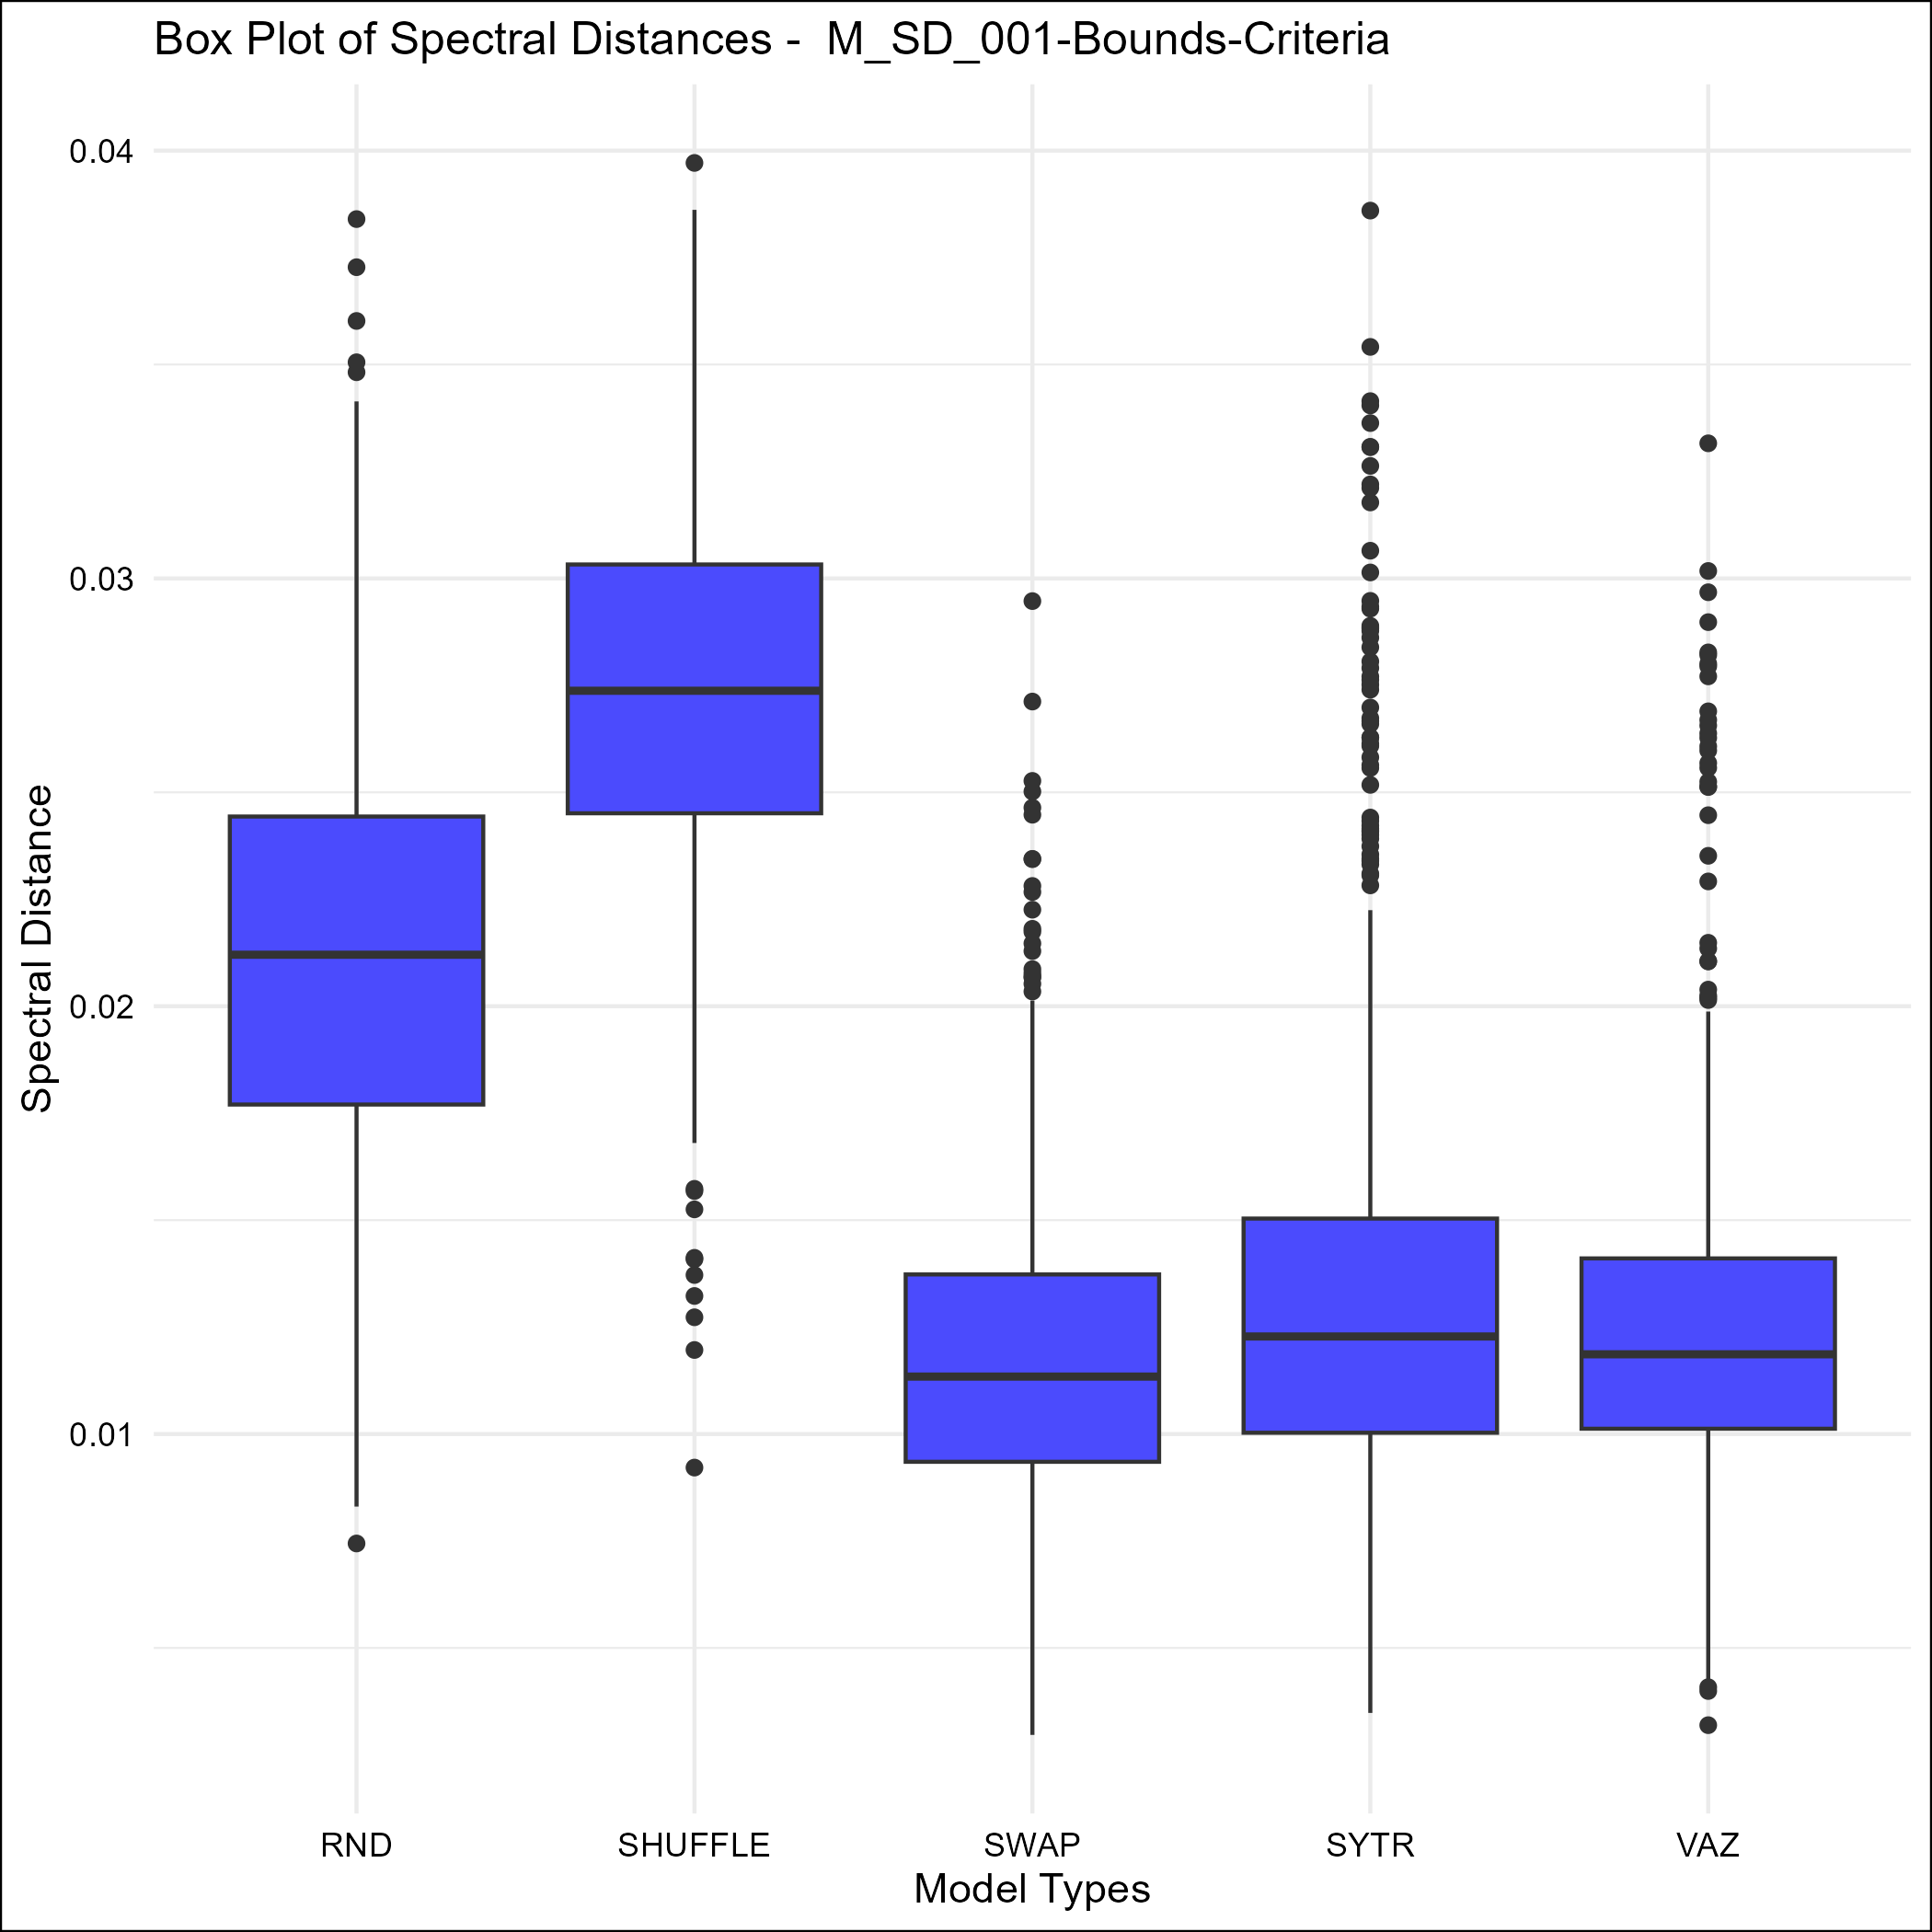 Box Plot of Spectral Distances -  M_SD_001-Bounds-Criteria
0.04
0.03
0.02
0.01
Spectral Distance
RND SHUFFLE SWAP SYTR VAZ
Model Types